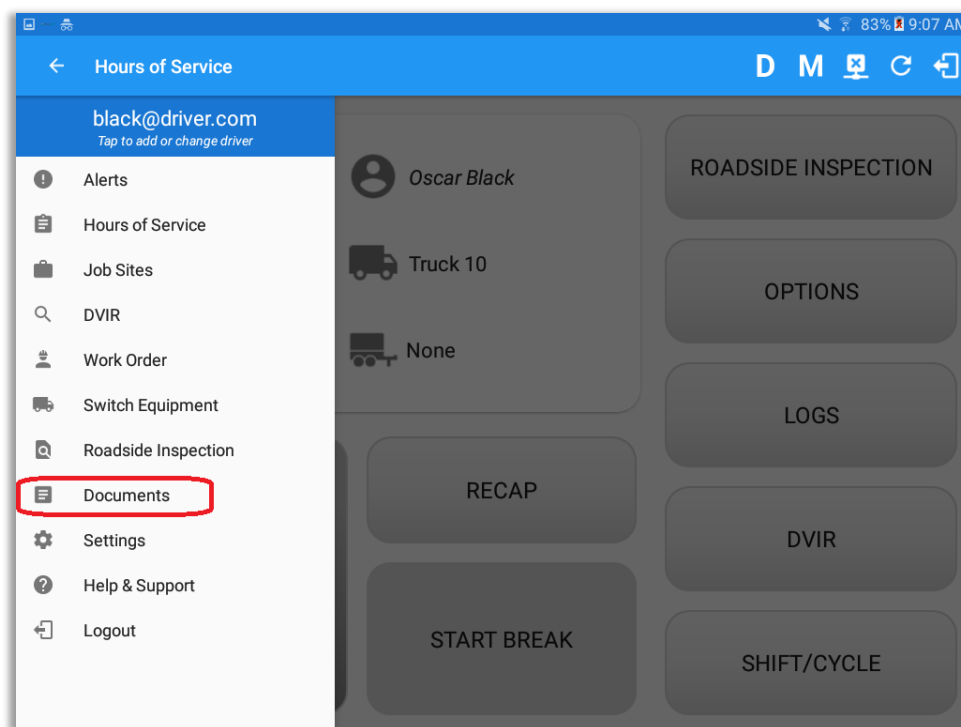 83% 9:07 AM
Hours of Service
D M
black@driver.com
Tap to add or change driver
Alerts
Hours of Service
Job Sites
DVIR
Work Order
Switch Equipment
Roadside Inspection
Documents
Settings
Help & Support
Logout
Oscar Black
Truck 10
None
RECAP
START BREAK
ROADSIDE INSPECTION
OPTIONS
LOGS
DVIR
SHIFT/CYCLE